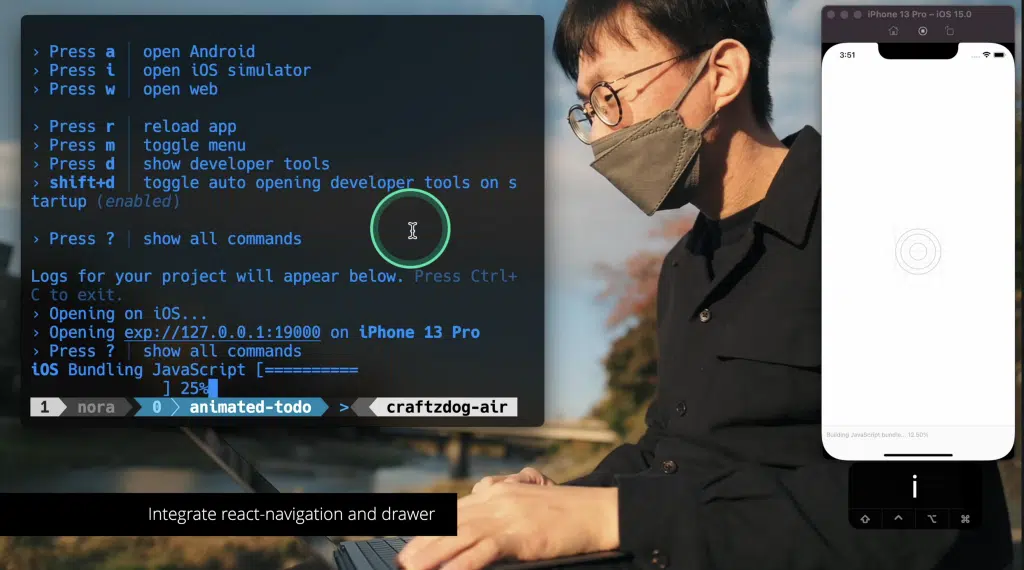 › Press a │ open Android
› Press i │ open iOS simulator
› Press w │ open web
› Press r │ reload app
› Press m │ toggle menu
› Press d │ show developer tools
› shift+d │ toggle auto opening developer tools on s
tartup (enabled)
› Press ? │ show all commands
Logs for your project will appear below. Press Ctrl+
C to exit.
› Opening on iOS...
› Opening exp://127.0.0.1:19000 on iPhone 13 Pro
› Press ? │ show all commands
iOS Bundling JavaScript [==========
] 25%
1 nora 0 animated-todo > craftzdog-air
Integrate react-navigation and drawer
iPhone 13 Pro – iOS 15.0
3:51
Building JavaScript bundle... 12.50%
i